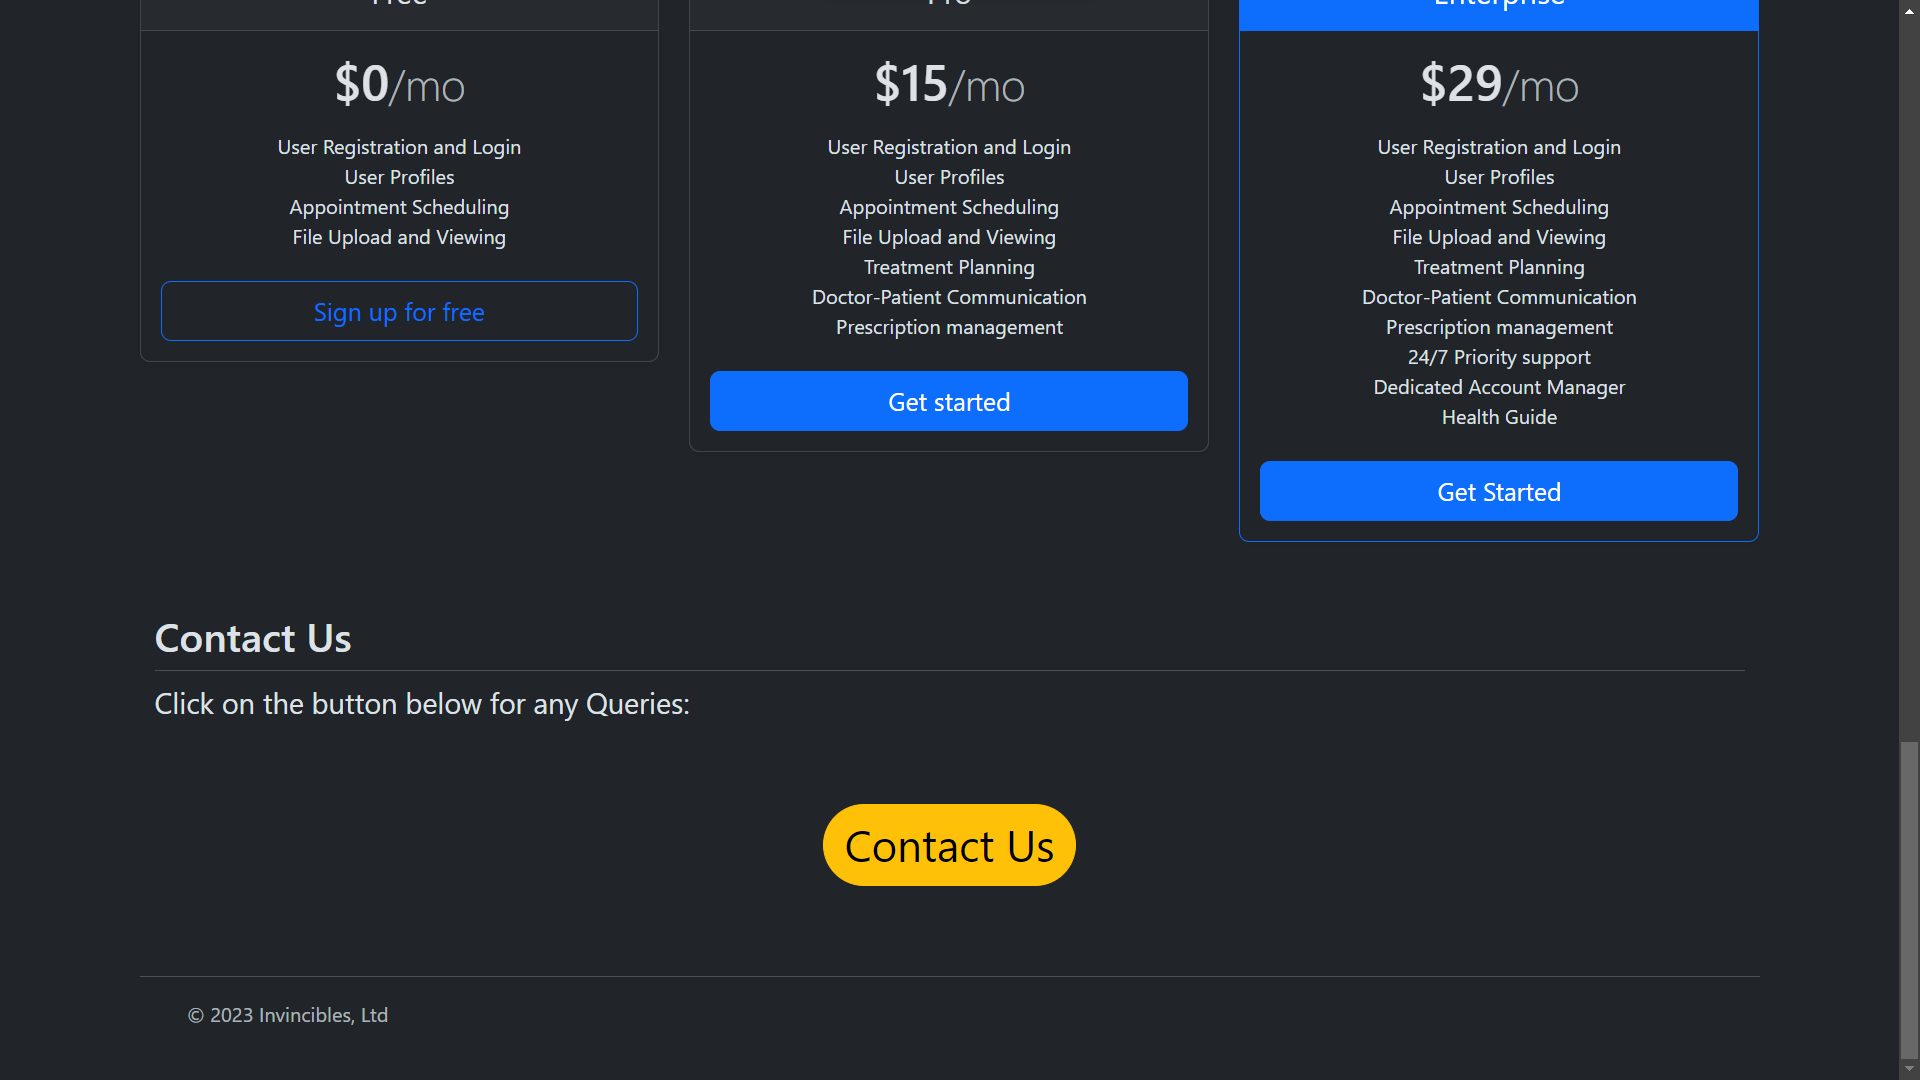 Free
$0/mo
User Registration and Login
User Profiles
Appointment Scheduling
File Upload and Viewing
Sign up for free
Pro
$15/mo
User Registration and Login
User Profiles
Appointment Scheduling
File Upload and Viewing
Treatment Planning
Doctor-Patient Communication
Prescription management
Get started
Enterprise
$29/mo
User Registration and Login
User Profiles
Appointment Scheduling
File Upload and Viewing
Treatment Planning
Doctor-Patient Communication
Prescription management
24/7 Priority support
Dedicated Account Manager
Health Guide
Get Started
Contact Us
Click on the button below for any Queries:
Contact Us
© 2023 Invincibles, Ltd